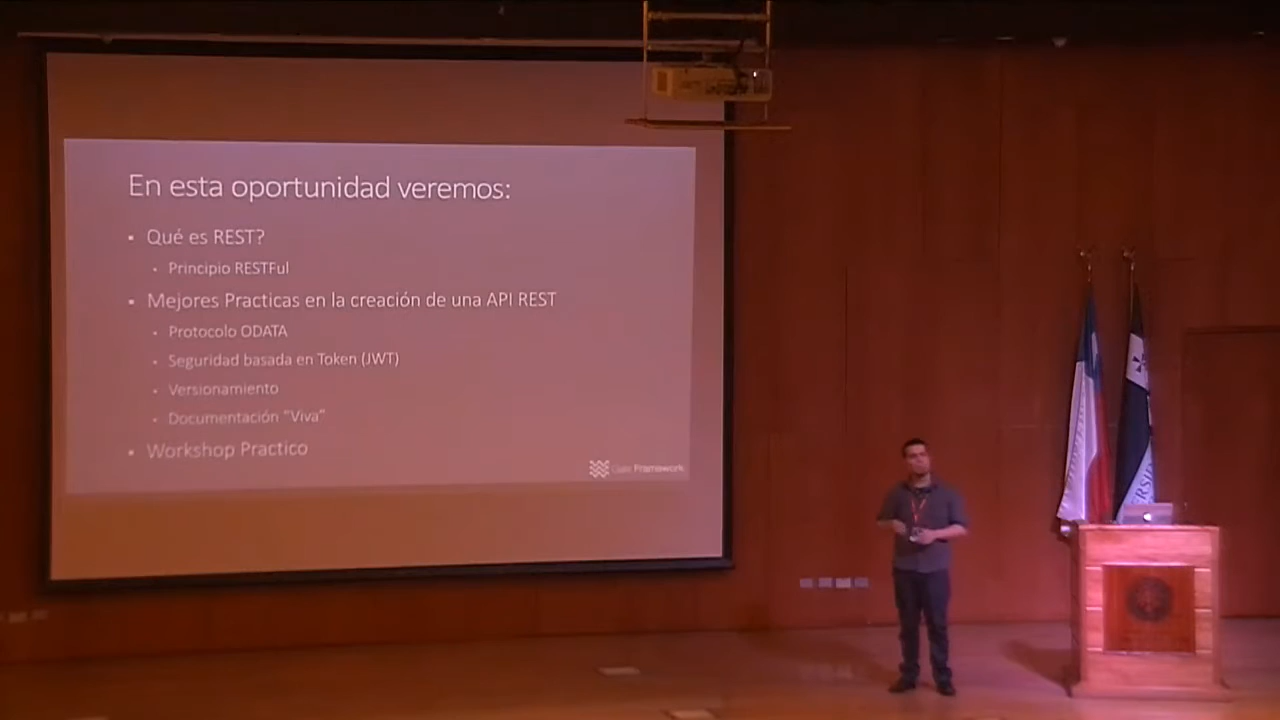 En esta oportunidad veremos:
▪ Qué es REST?
▪ Principio RESTFul
▪ Mejores Practicas en la creación de una API REST
▪ Protocolo ODATA
▪ Seguridad basada en Token (JWT)
▪ Versionamiento
▪ Documentación "Viva"
▪ Workshop Practico
Framework